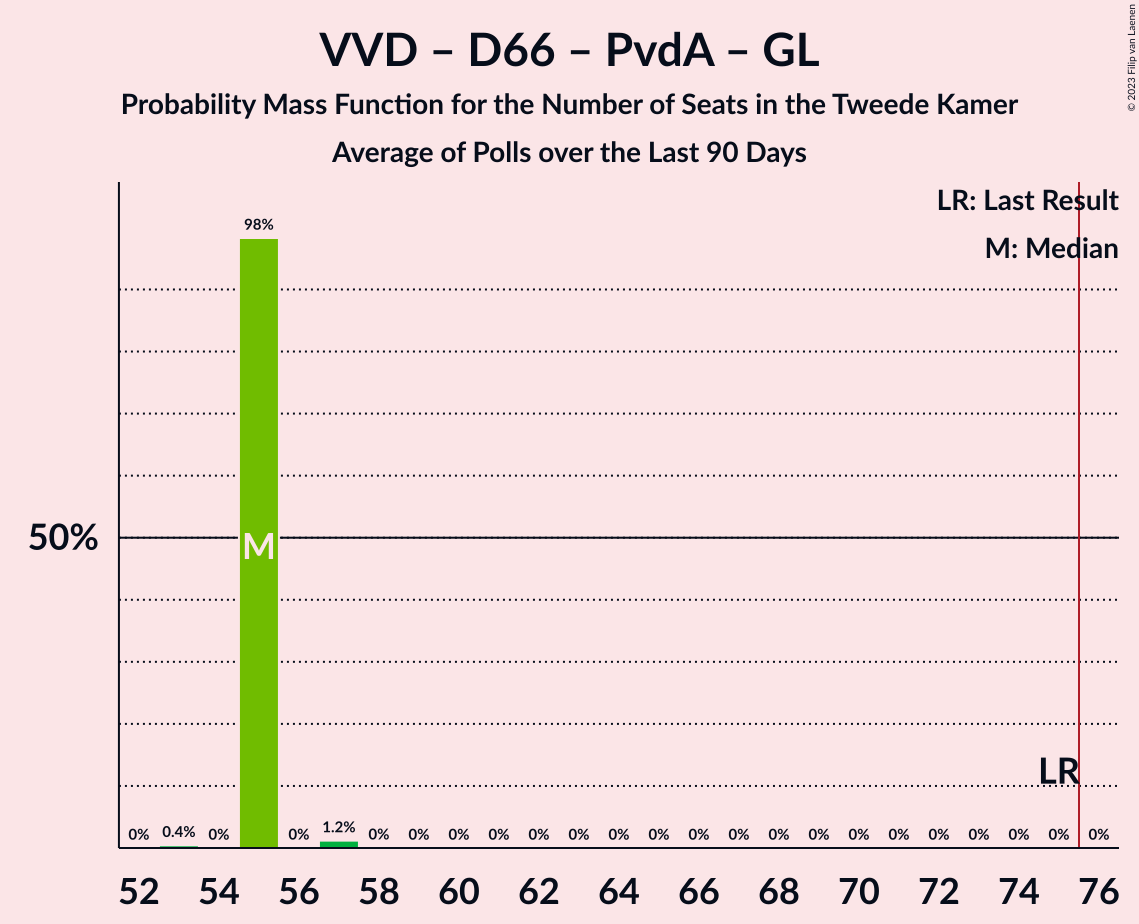 VVD – D66 – PvdA – GL
Probability Mass Function for the Number of Seats in the Tweede Kamer
Average of Polls over the Last 90 Days
© 2023 Filip van Laenen
LR: Last Result
M: Median
98%
50%
M
LR
0% 0.4% 0% 0% 1.2% 0% 0% 0% 0% 0% 0% 0% 0% 0% 0% 0% 0% 0% 0% 0% 0% 0% 0% 0%
52 54 56 58 60 62 64 66 68 70 72 74 76